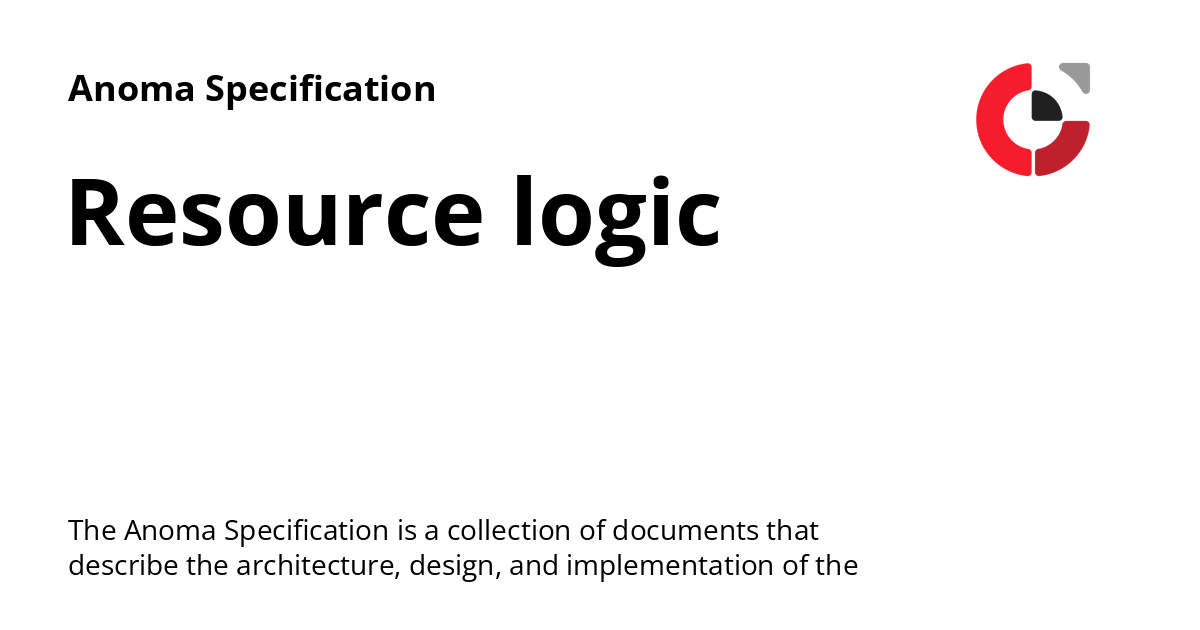 Anoma Specification
Resource logic
The Anoma Specification is a collection of documents that
describe the architecture, design, and implementation of the